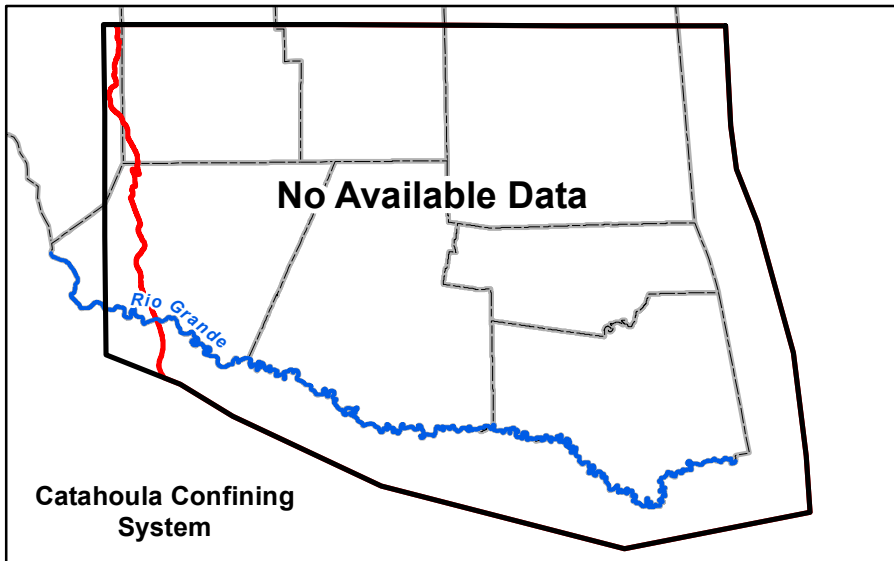 No Available Data
Rio Grande
Catahoula Confining
System